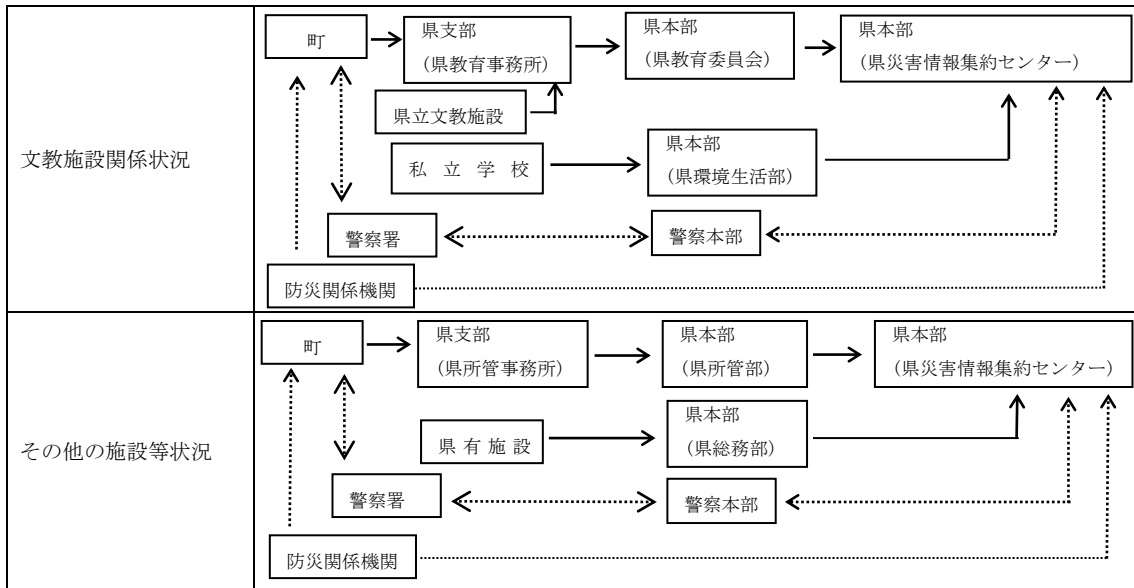 文教施設関係状況
町
県支部
（県教育事務所）
県本部
（県教育委員会）
県本部
（県災害情報集約センター）
県立文教施設
私 立 学 校
県本部
（県環境生活部）
警察署
警察本部
防災関係機関
その他の施設等状況
町
県支部
（県所管事務所）
県本部
（県所管部）
県本部
（県災害情報集約センター）
県 有 施 設
県本部
（県総務部）
警察署
警察本部
防災関係機関